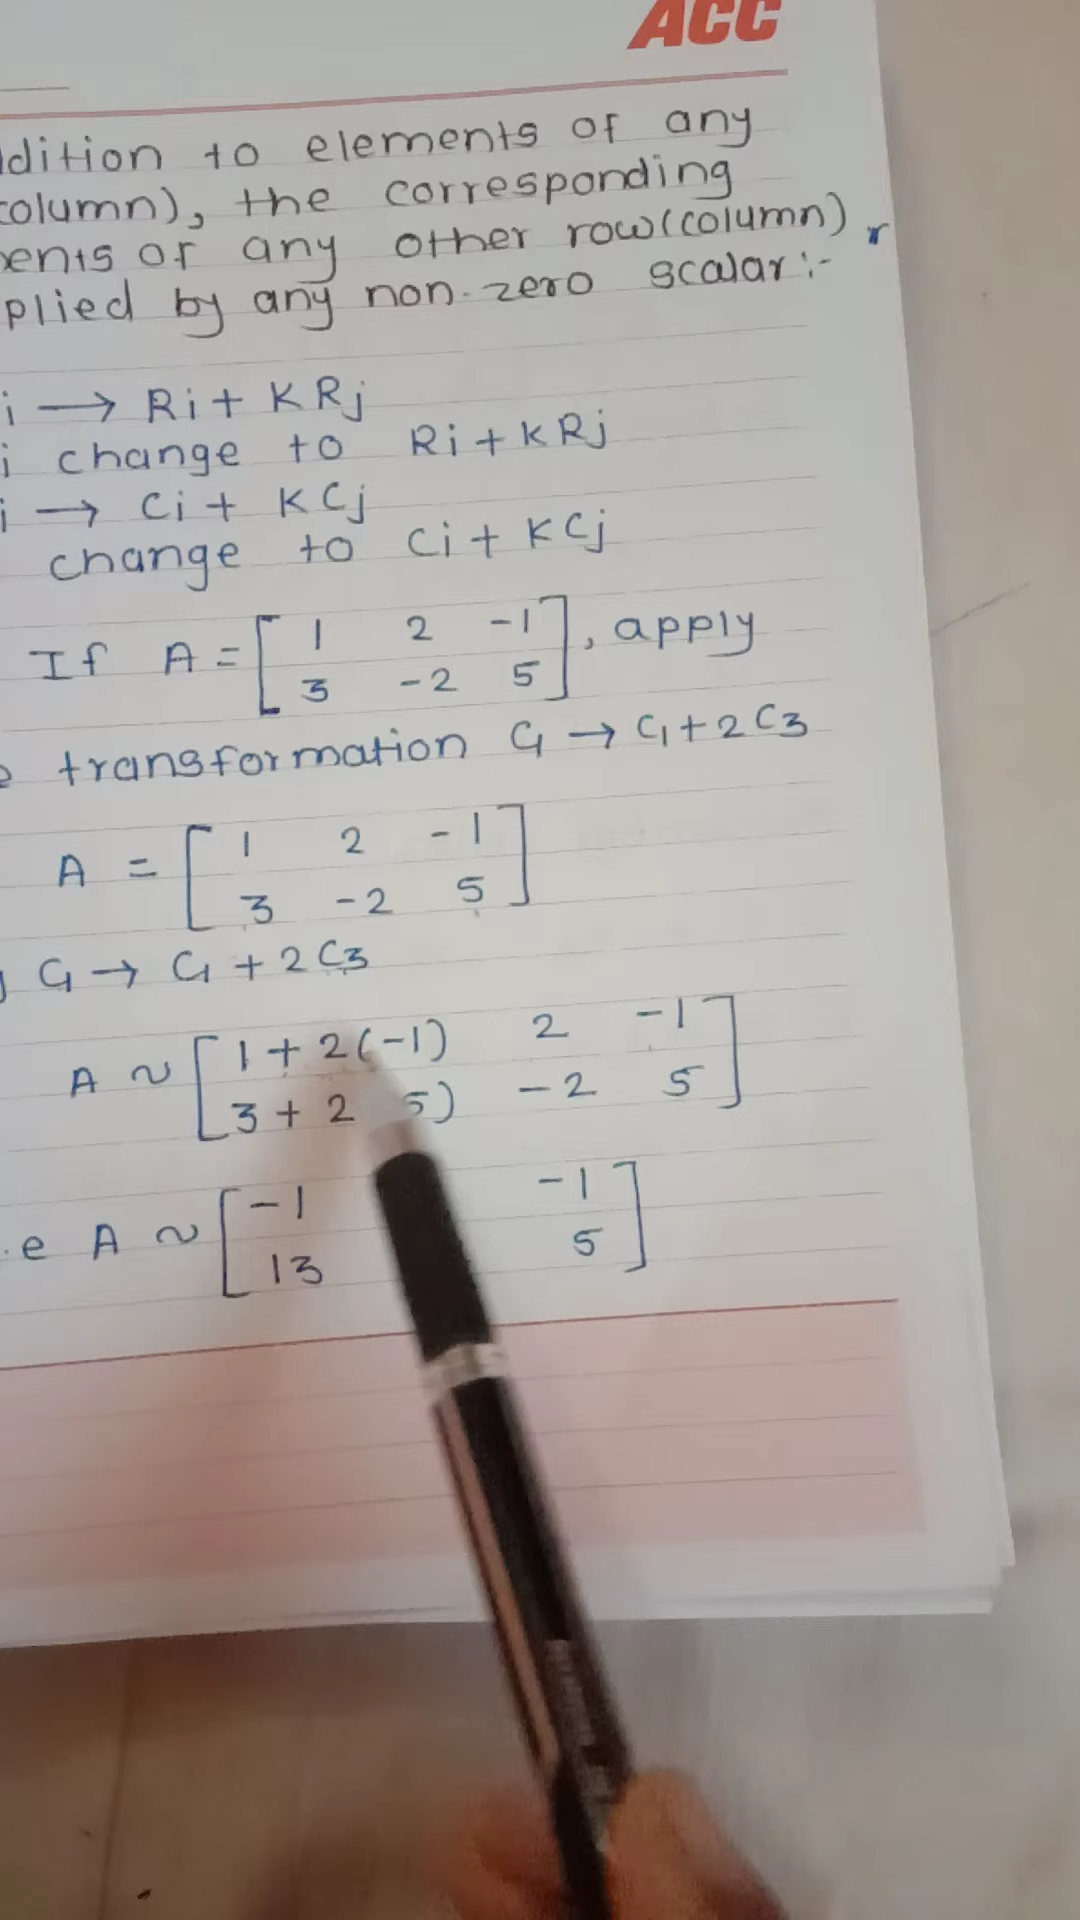 ACC
dition to elements of any
column), the corresponding
ents of any other row(column),
plied by any non-zero scalar:-
i → Ri + KRj
i change to Ri + KRj
i → Ci + KCj
change to Ci + KCj
If A = [ 1 2 -1 ], apply
3 -2 5
transformation C1 → C1 + 2C3
A = [ 1 2 -1 ]
3 -2 5
C1 → C1 + 2C3
A ~ [ 1 + 2(-1) 2 -1 ]
3 + 2 5) -2 5
.e A ~ [ -1 -1 ]
13 5